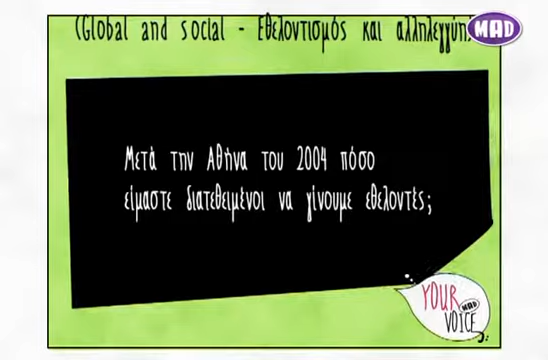 (Global and social - Εθελοντισμός και αλληλεγγύη
MAD
Μετά την Αθήνα του 2004 πόσο
είμαστε διατεθειμένοι να γίνουμε εθελοντές;
YOUR
MAD
VOICE